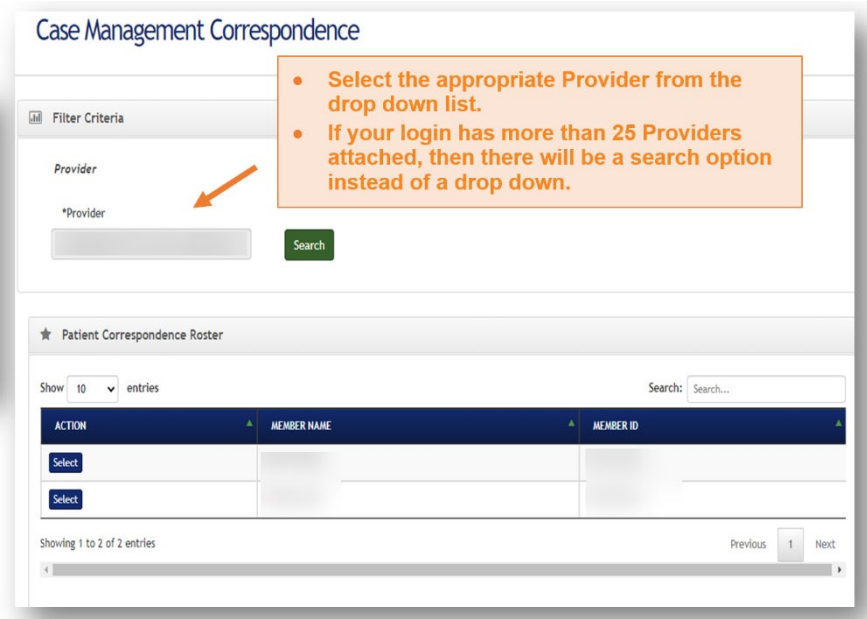 Case Management Correspondence
• Select the appropriate Provider from the
drop down list.
• If your login has more than 25 Providers
attached, then there will be a search option
instead of a drop down.
Filter Criteria
Provider
*Provider
Search
Patient Correspondence Roster
Show 10 entries
Search: Search...
ACTION MEMBER NAME MEMBER ID
Select
Select
Showing 1 to 2 of 2 entries
Previous 1 Next